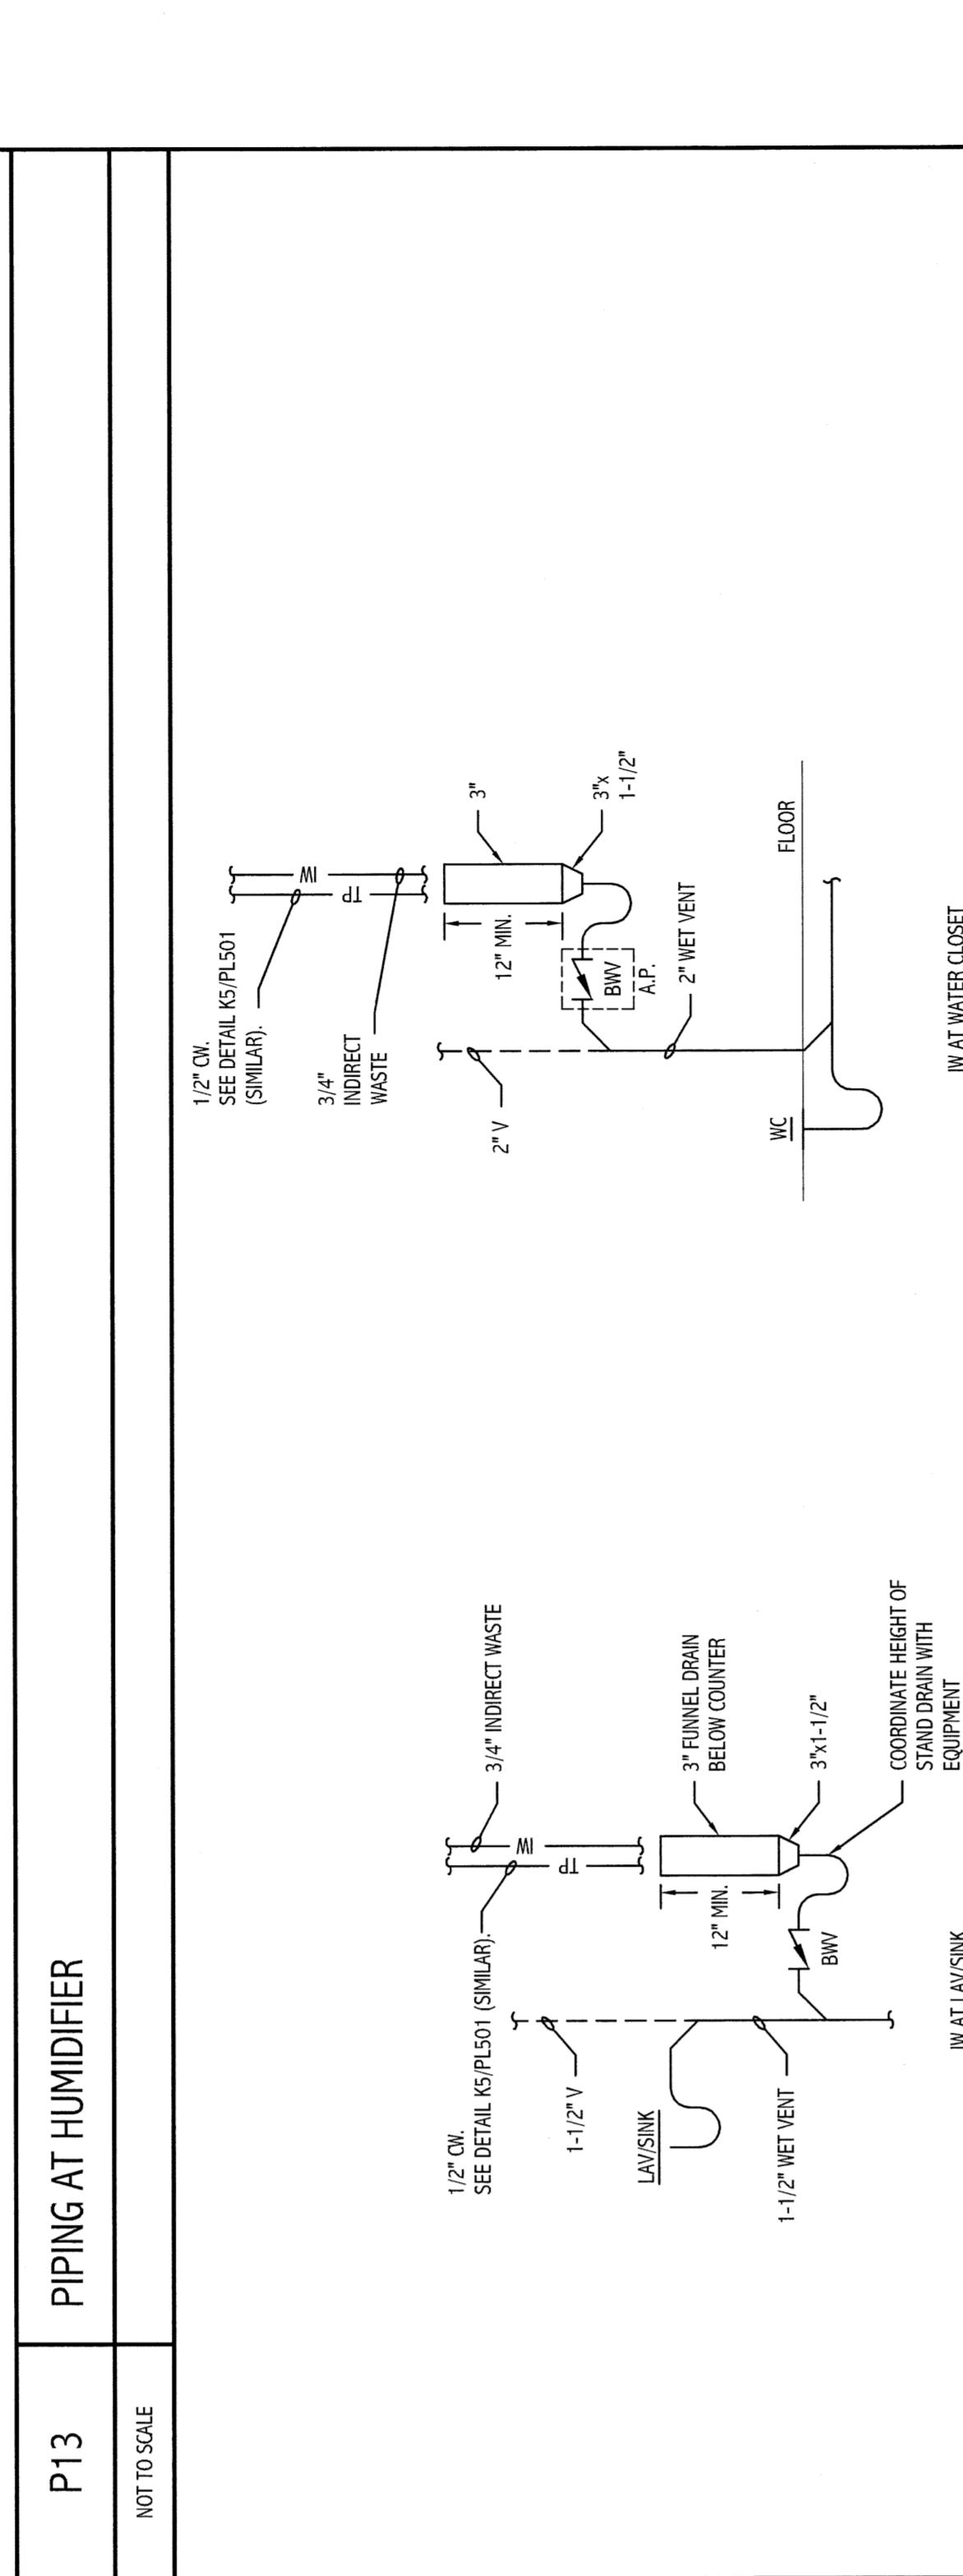 P13
PIPING AT HUMIDIFIER
NOT TO SCALE
1/2" CW.
SEE DETAIL K5/PL501 (SIMILAR).
3/4" INDIRECT WASTE
IW
TP
1-1/2" V
LAV/SINK
1-1/2" WET VENT
12" MIN.
3" FUNNEL DRAIN
BELOW COUNTER
3"x1-1/2"
BWV
COORDINATE HEIGHT OF
STAND DRAIN WITH
EQUIPMENT
IW AT LAV/SINK
1/2" CW.
SEE DETAIL K5/PL501
(SIMILAR).
3/4"
INDIRECT
WASTE
IW
TP
2" V
12" MIN.
3"
3"x
1-1/2"
BWV
A.P.
2" WET VENT
WC
FLOOR
IW AT WATER CLOSET